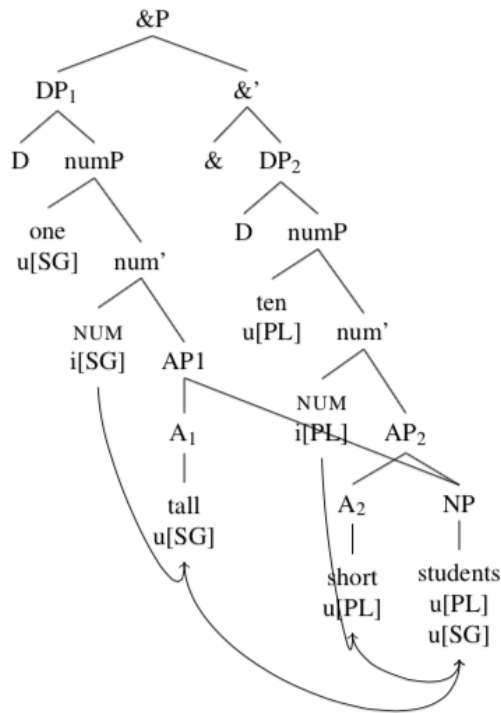 &P
DP1 &’
D numP & DP2
one u[SG] num’ D numP
ten u[PL] num’
NUM i[SG] AP1
NUM i[PL] AP2
A1 A2 NP
tall u[SG]
short u[PL] students u[PL] u[SG]